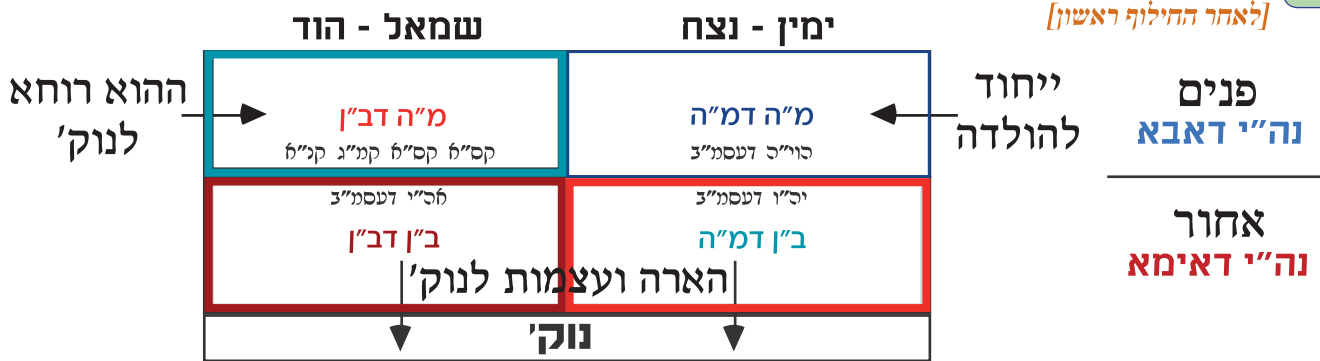 [לאחר החילוף ראשון]
ימין - נצח
שמאל - הוד
פנים
נה״י דאבא
ייחוד
להולדה
מ״ה דמ״ה
הוי״ה דעסמ״ב
מ״ה דב״ן
קס״א קס״א קמ״ג קנ״א
ההוא רוחא
לנוק'
אחור
נה״י דאימא
יה״ו דעסמ״ב
ב״ן דמ״ה
אה״י דעסמ״ב
ב״ן דב״ן
הארה ועצמות לנוק'
נוק'